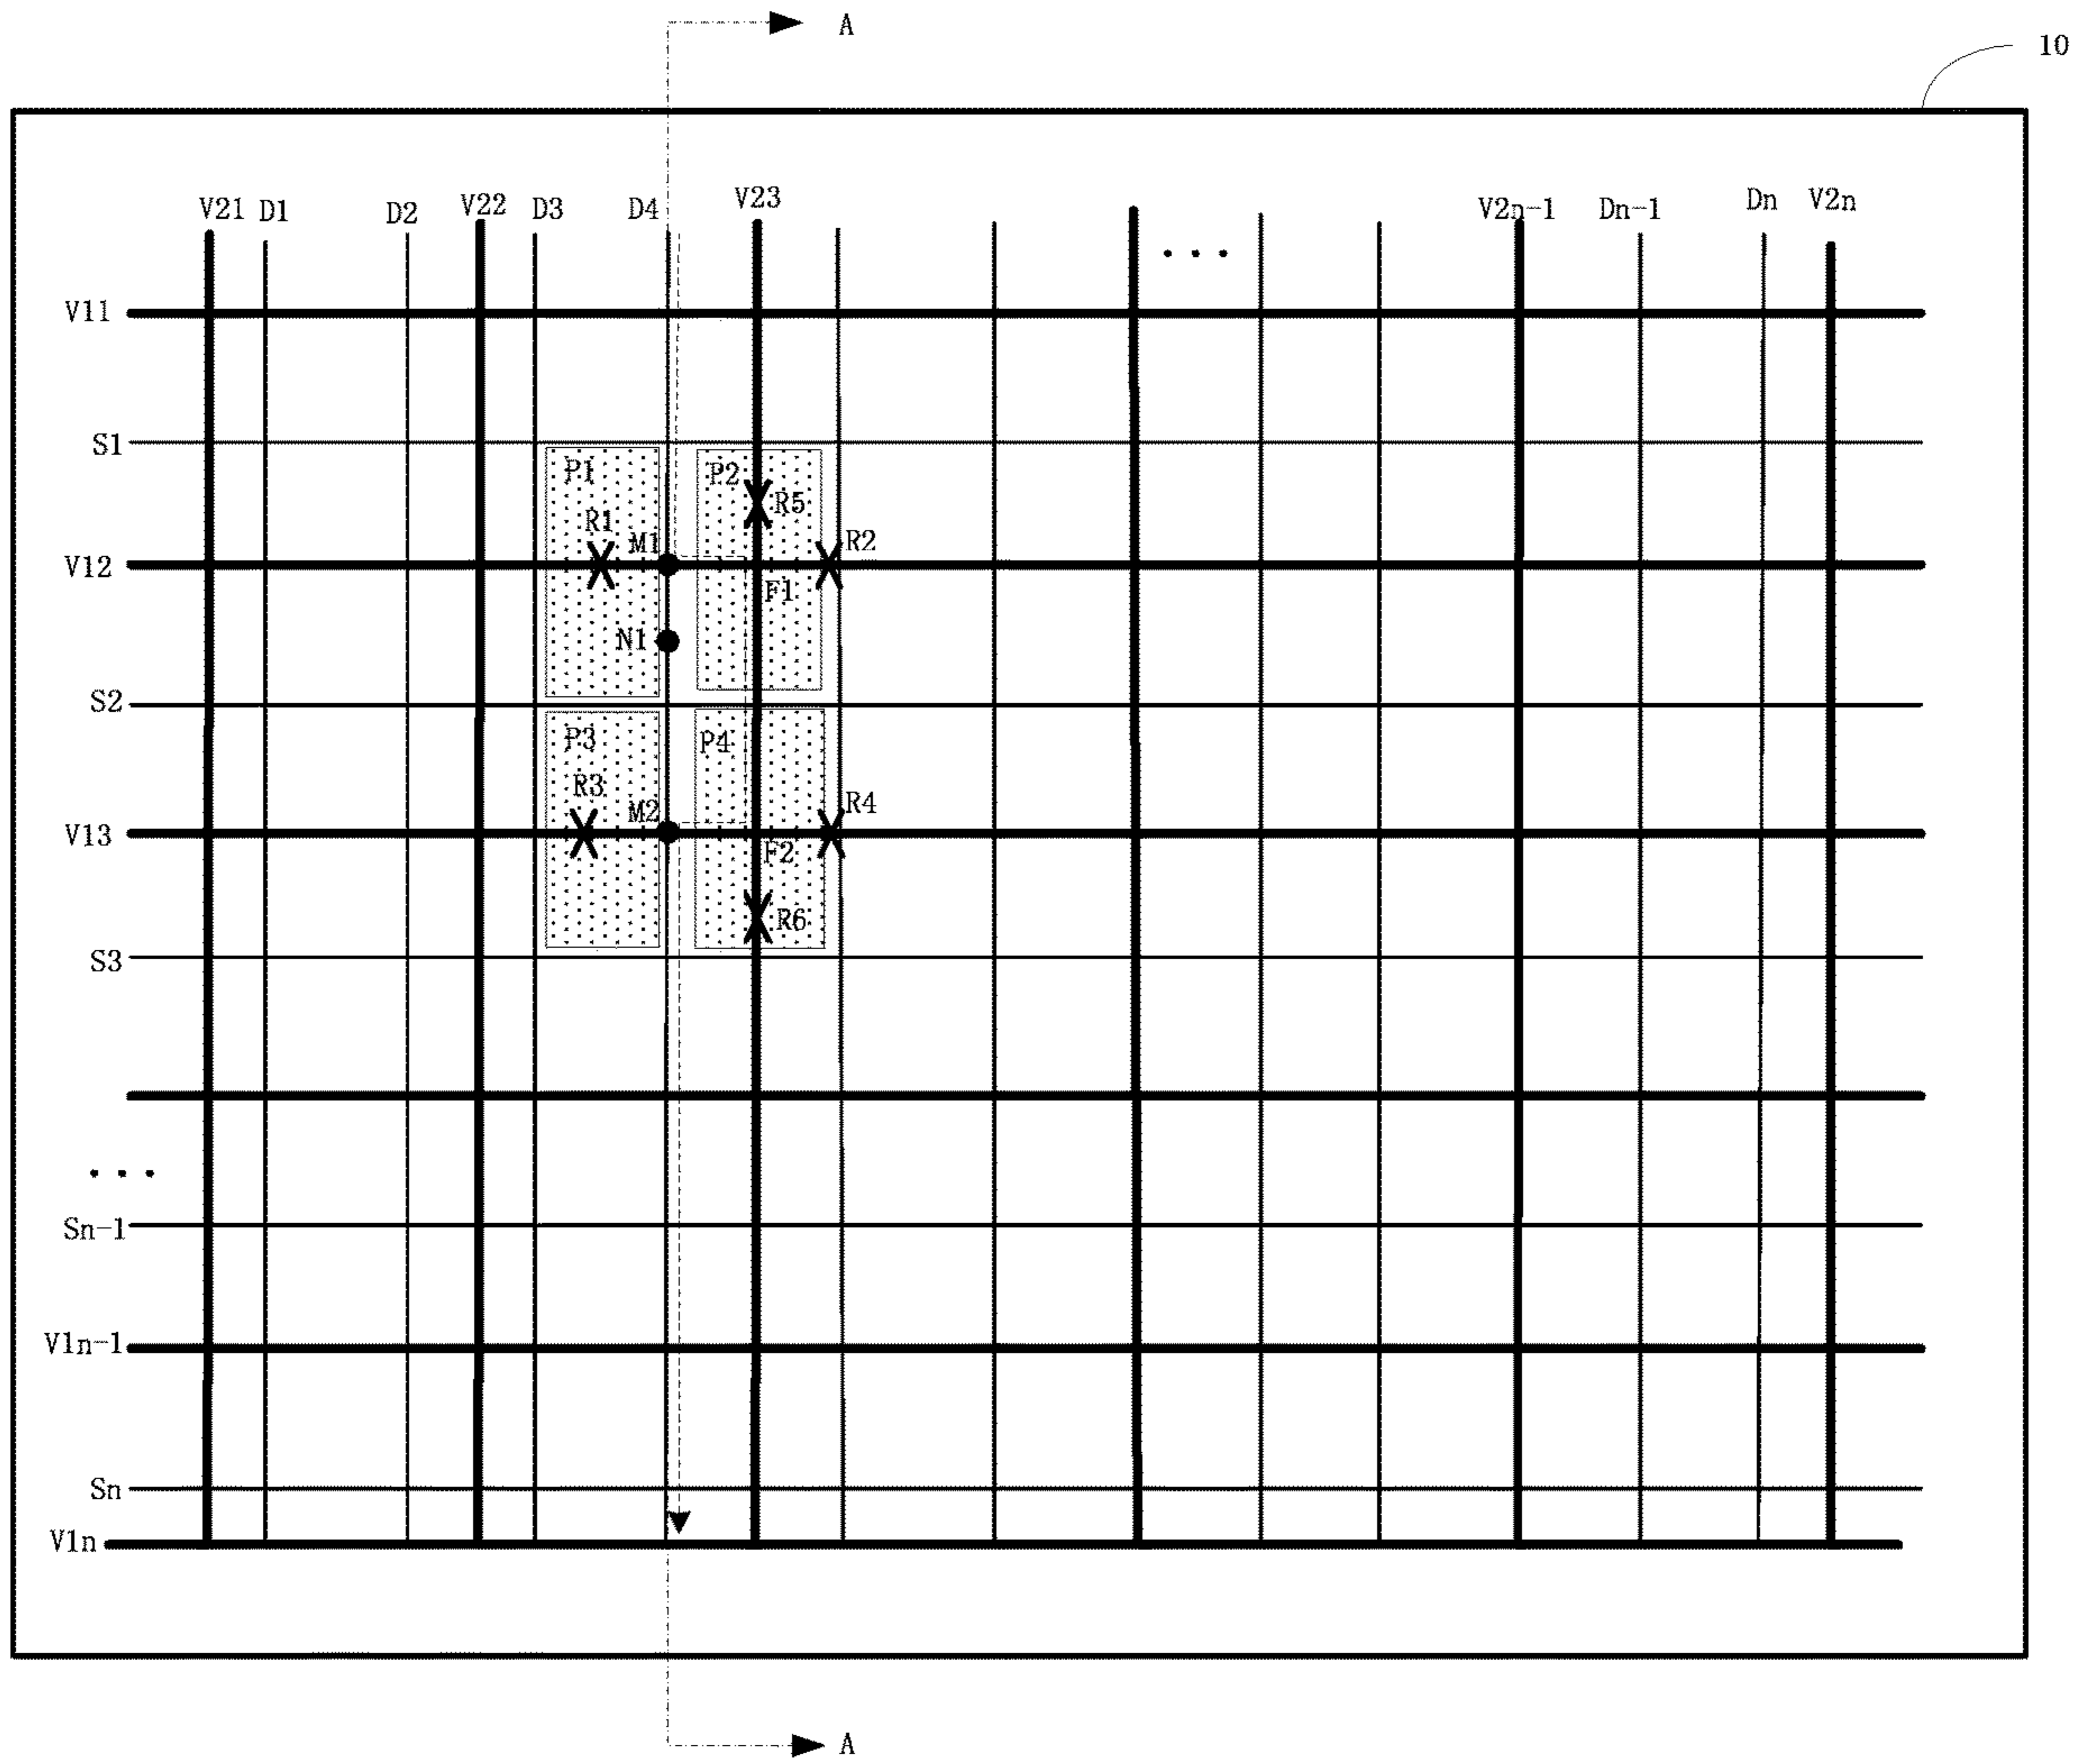 A
10
V21 D1 D2 V22 D3 D4 V23 V2n-1 Dn-1 Dn V2n
...
V11
S1
P1 P2
R5
R1 M1 R2
V12
F1
N1
S2
P3 P4
R3 M2 R4
V13
F2
R6
S3
...
Sn-1
V1n-1
Sn
V1n
A